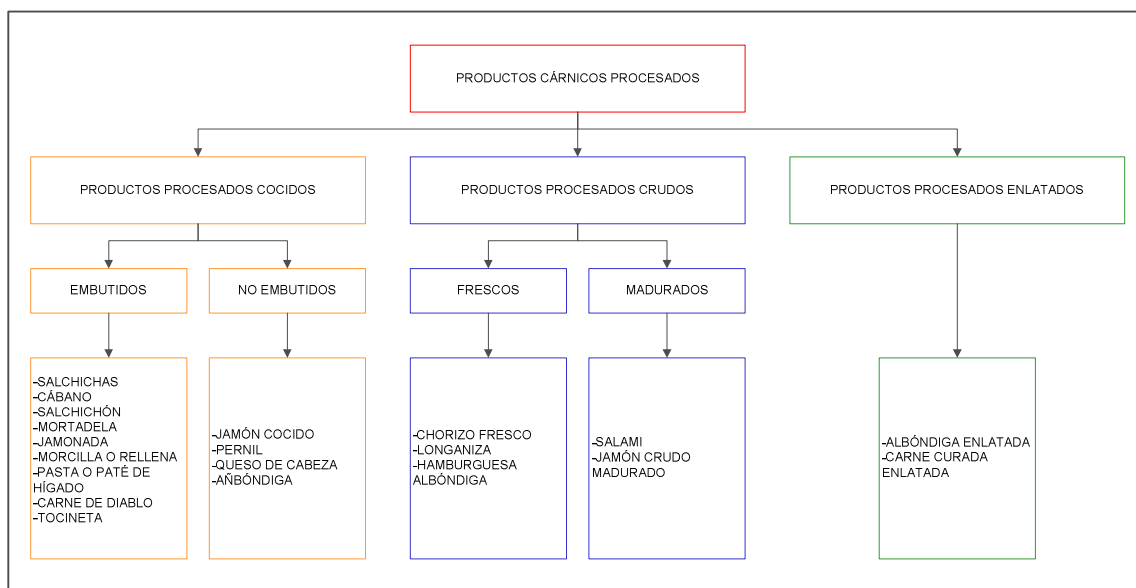 PRODUCTOS CÁRNICOS PROCESADOS
PRODUCTOS PROCESADOS COCIDOS
PRODUCTOS PROCESADOS CRUDOS
PRODUCTOS PROCESADOS ENLATADOS
EMBUTIDOS
NO EMBUTIDOS
FRESCOS
MADURADOS
-SALCHICHAS
-CÁBANO
-SALCHICHÓN
-MORTADELA
-JAMONADA
-MORCILLA O RELLENA
-PASTA O PATÉ DE
HÍGADO
-CARNE DE DIABLO
-TOCINETA
-JAMÓN COCIDO
-PERNIL
-QUESO DE CABEZA
-AÑBÓNDIGA
-CHORIZO FRESCO
-LONGANIZA
-HAMBURGUESA
ALBÓNDIGA
-SALAMI
-JAMÓN CRUDO
MADURADO
-ALBÓNDIGA ENLATADA
-CARNE CURADA
ENLATADA